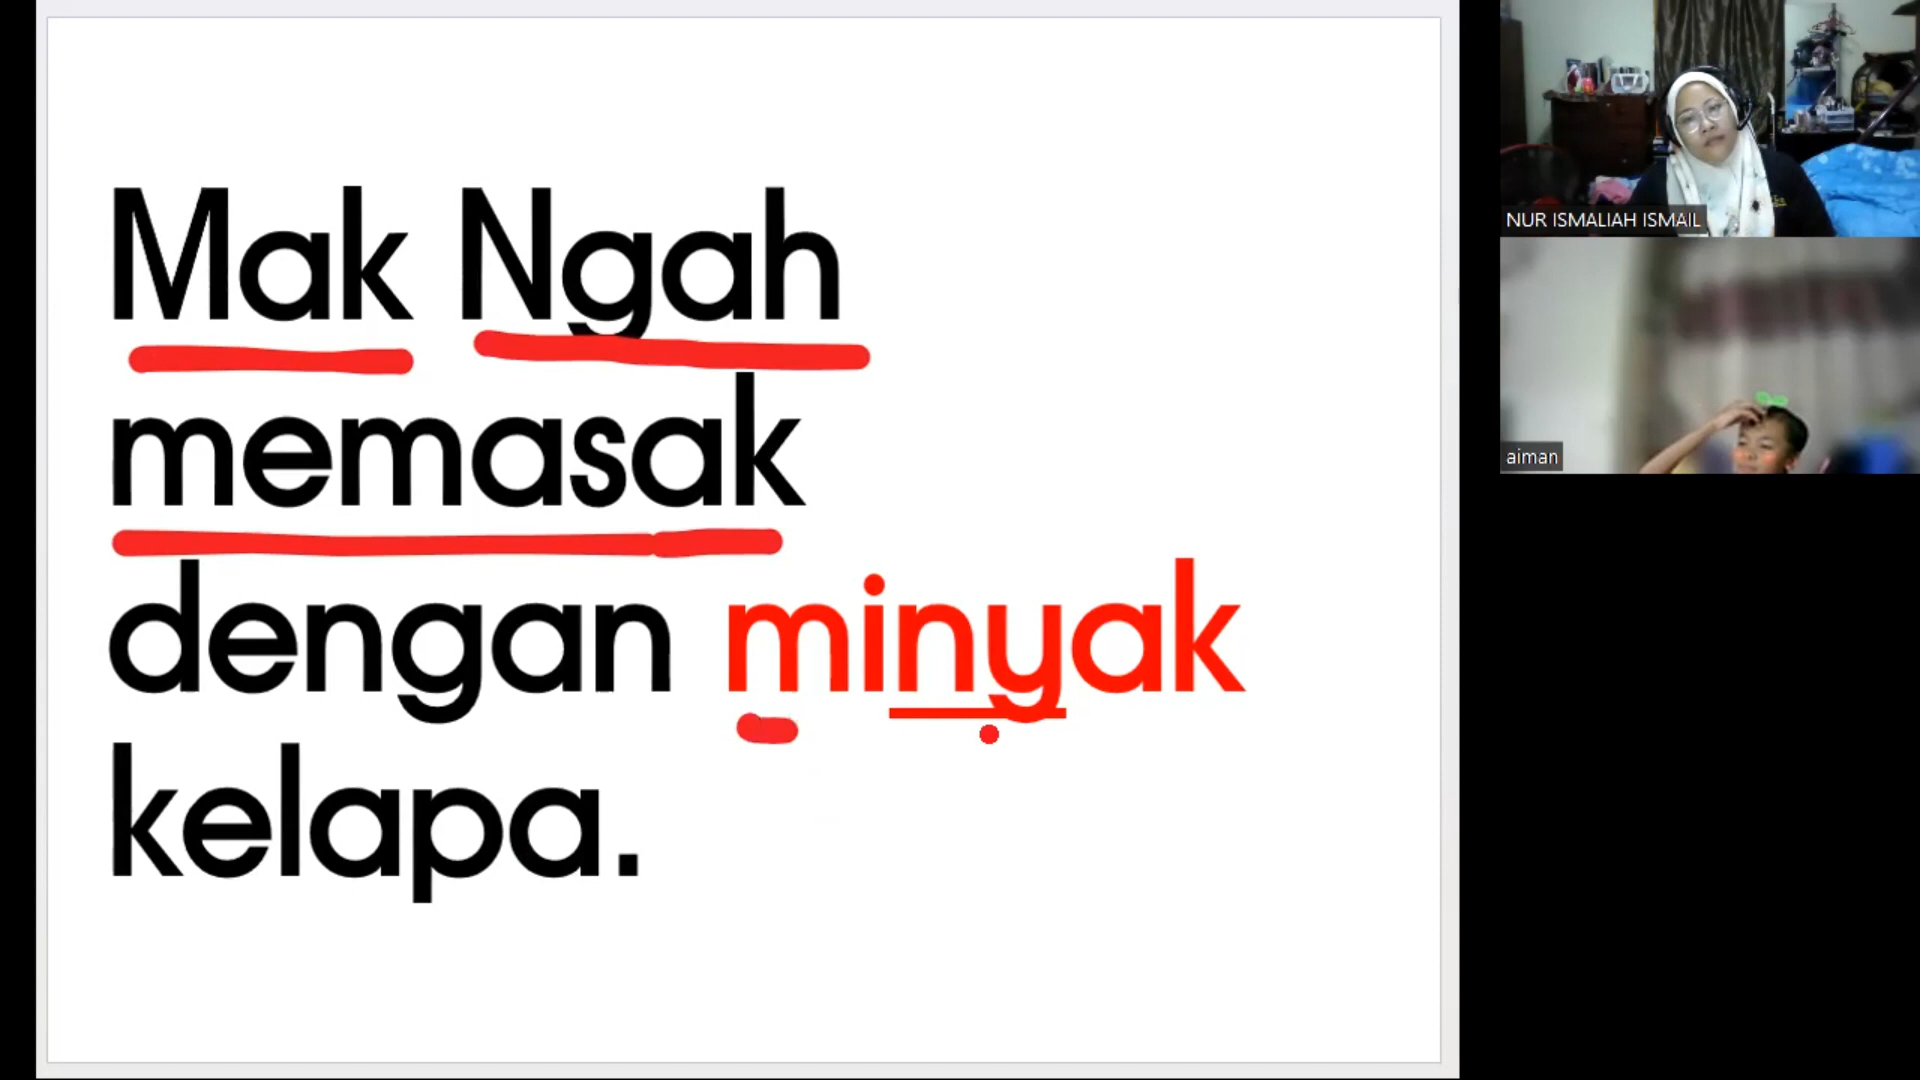 Mak Ngah
memasak
dengan minyak
kelapa.
NUR ISMALIAH ISMAIL
aiman